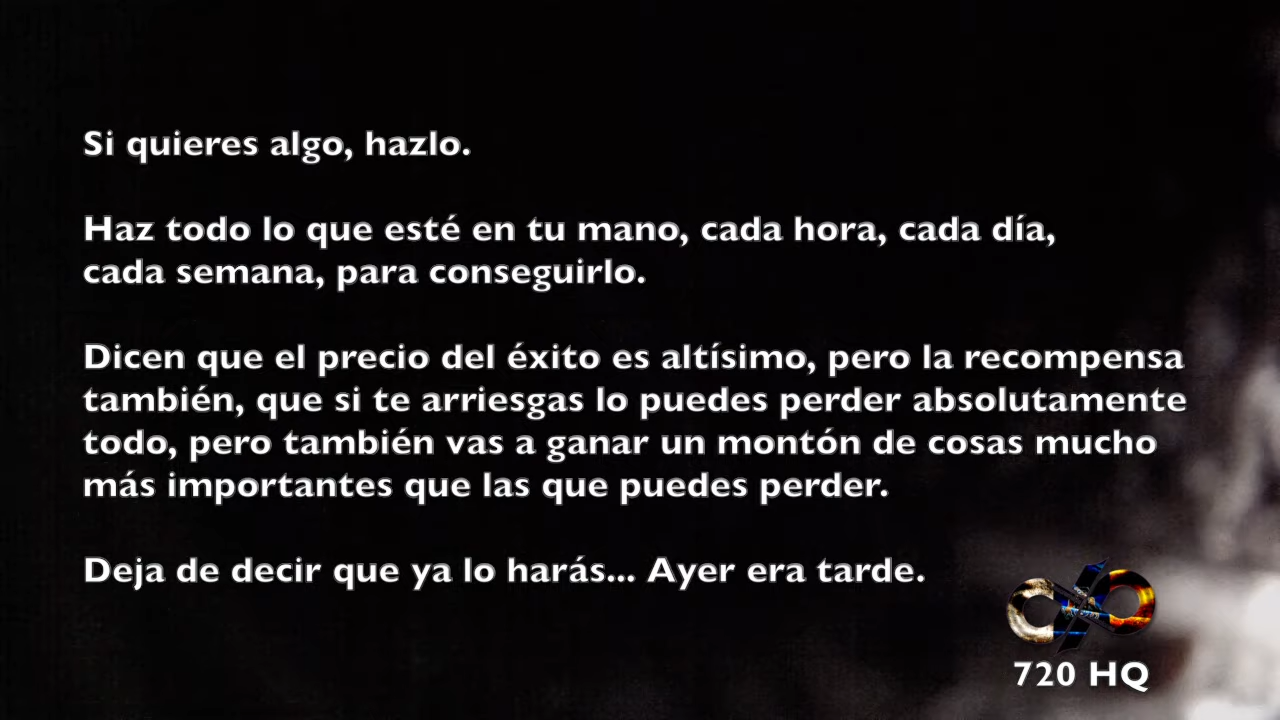 Si quieres algo, hazlo.
Haz todo lo que esté en tu mano, cada hora, cada día,
cada semana, para conseguirlo.
Dicen que el precio del éxito es altísimo, pero la recompensa
también, que si te arriesgas lo puedes perder absolutamente
todo, pero también vas a ganar un montón de cosas mucho
más importantes que las que puedes perder.
Deja de decir que ya lo harás... Ayer era tarde.
720 HQ